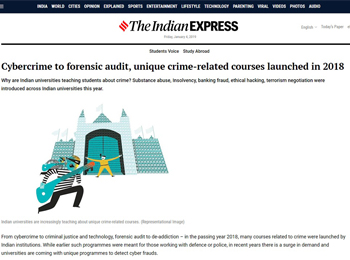 INDIA WORLD CITIES OPINION SPORTS ENTERTAINMENT LIFESTYLE TECHNOLOGY PARENTING VIRAL VIDEOS PHOTOS AUDIO
The Indian EXPRESS
English
Today's Paper
Friday, January 4, 2019
Students Voice Study Abroad
Cybercrime to forensic audit, unique crime-related courses launched in 2018
Why are Indian universities teaching students about crime? Substance abuse, insolvency, banking fraud, ethical hacking, terrorism negotiation were
introduced across Indian universities this year.
Indian universities are increasingly teaching about unique crime-related courses. (Representational Image)
From cybercrime to criminal justice and technology, forensic audit to de-addiction – in the passing year 2018, many courses related to crime were launched by
Indian institutions. While earlier such programmes were meant for those working with defence or police, in recent years there is a surge in demand and
universities are coming with unique programmes to detect cyber frauds.